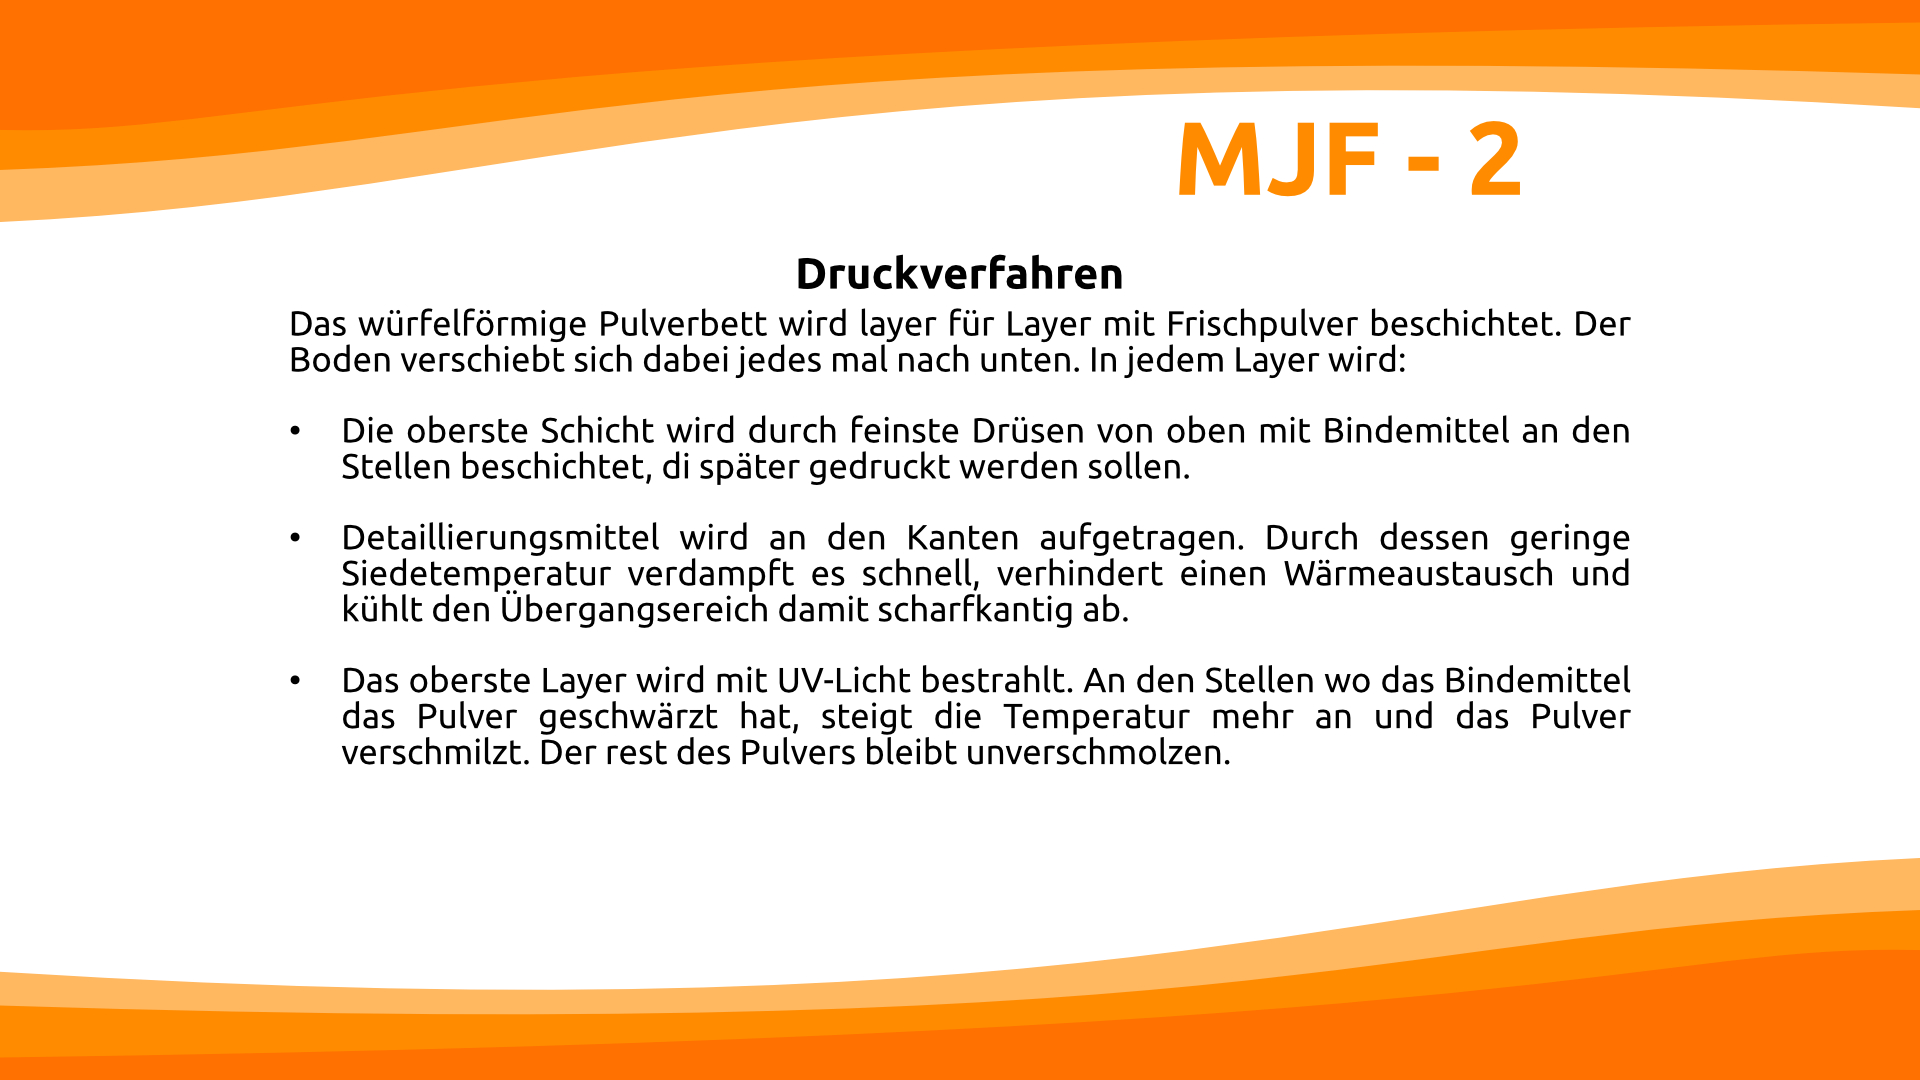 MJF - 2
Druckverfahren
Das würfelförmige Pulverbett wird layer für Layer mit Frischpulver beschichtet. Der
Boden verschiebt sich dabei jedes mal nach unten. In jedem Layer wird:
• Die oberste Schicht wird durch feinste Drüsen von oben mit Bindemittel an den
Stellen beschichtet, di später gedruckt werden sollen.
• Detaillierungsmittel wird an den Kanten aufgetragen. Durch dessen geringe
Siedetemperatur verdampft es schnell, verhindert einen Wärmeaustausch und
kühlt den Übergangsereich damit scharfkantig ab.
• Das oberste Layer wird mit UV-Licht bestrahlt. An den Stellen wo das Bindemittel
das Pulver geschwärzt hat, steigt die Temperatur mehr an und das Pulver
verschmilzt. Der rest des Pulvers bleibt unverschmolzen.